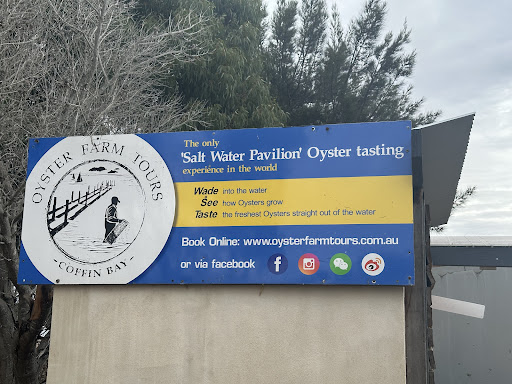 OYSTER FARM TOURS
- COFFIN BAY -
The only
'Salt Water Pavilion' Oyster tasting
experience in the world
Wade into the water
See how Oysters grow
Taste the freshest Oysters straight out of the water
Book Online: www.oysterfarmtours.com.au
or via facebook